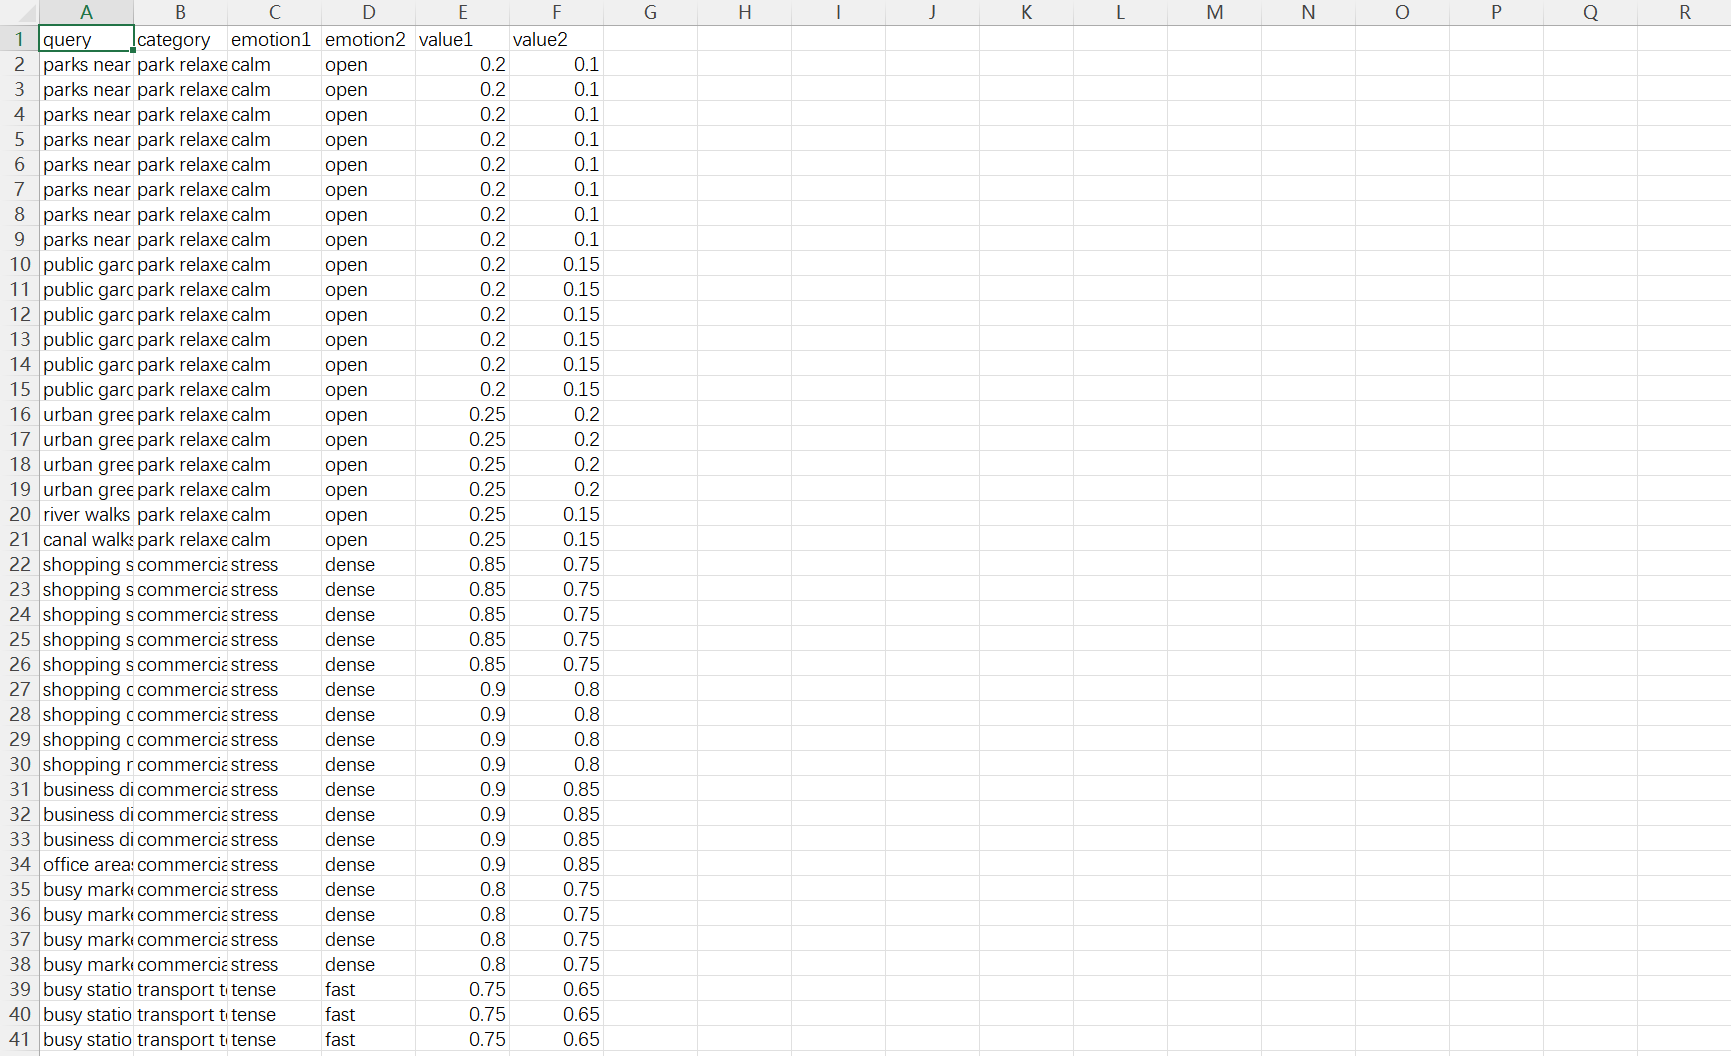 A B C D E F G H I J K L M N O P Q R
1 query category emotion1 emotion2 value1 value2
2 parks near park relaxe calm open 0.2 0.1
3 parks near park relaxe calm open 0.2 0.1
4 parks near park relaxe calm open 0.2 0.1
5 parks near park relaxe calm open 0.2 0.1
6 parks near park relaxe calm open 0.2 0.1
7 parks near park relaxe calm open 0.2 0.1
8 parks near park relaxe calm open 0.2 0.1
9 parks near park relaxe calm open 0.2 0.1
10 public garc park relaxe calm open 0.2 0.15
11 public garc park relaxe calm open 0.2 0.15
12 public garc park relaxe calm open 0.2 0.15
13 public garc park relaxe calm open 0.2 0.15
14 public garc park relaxe calm open 0.2 0.15
15 public garc park relaxe calm open 0.2 0.15
16 urban gree park relaxe calm open 0.25 0.2
17 urban gree park relaxe calm open 0.25 0.2
18 urban gree park relaxe calm open 0.25 0.2
19 urban gree park relaxe calm open 0.25 0.2
20 river walks park relaxe calm open 0.25 0.15
21 canal walks park relaxe calm open 0.25 0.15
22 shopping s commercia stress dense 0.85 0.75
23 shopping s commercia stress dense 0.85 0.75
24 shopping s commercia stress dense 0.85 0.75
25 shopping s commercia stress dense 0.85 0.75
26 shopping s commercia stress dense 0.85 0.75
27 shopping c commercia stress dense 0.9 0.8
28 shopping c commercia stress dense 0.9 0.8
29 shopping c commercia stress dense 0.9 0.8
30 shopping r commercia stress dense 0.9 0.8
31 business di commercia stress dense 0.9 0.85
32 business di commercia stress dense 0.9 0.85
33 business di commercia stress dense 0.9 0.85
34 office areas commercia stress dense 0.9 0.85
35 busy marke commercia stress dense 0.8 0.75
36 busy marke commercia stress dense 0.8 0.75
37 busy marke commercia stress dense 0.8 0.75
38 busy marke commercia stress dense 0.8 0.75
39 busy statio transport t tense fast 0.75 0.65
40 busy statio transport t tense fast 0.75 0.65
41 busy statio transport t tense fast 0.75 0.65